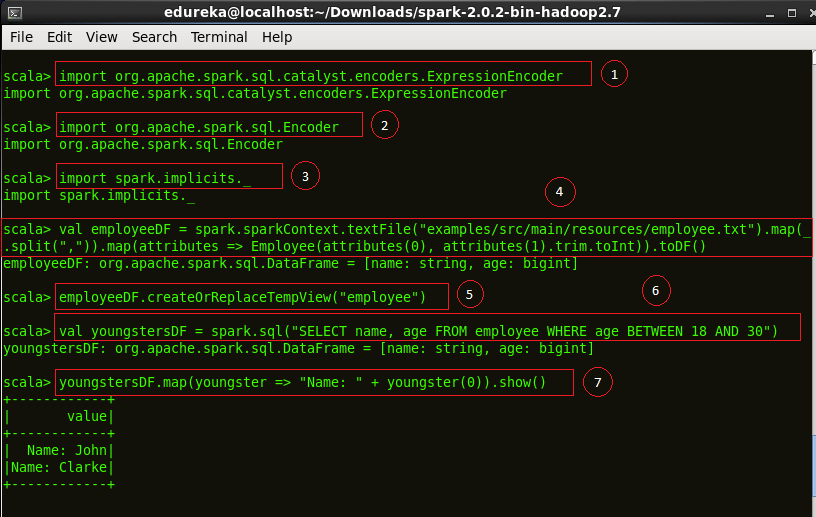 edureka@localhost:~/Downloads/spark-2.0.2-bin-hadoop2.7
File Edit View Search Terminal Help
scala> import org.apache.spark.sql.catalyst.encoders.ExpressionEncoder 1
import org.apache.spark.sql.catalyst.encoders.ExpressionEncoder
scala> import org.apache.spark.sql.Encoder 2
import org.apache.spark.sql.Encoder
scala> import spark.implicits._ 3
import spark.implicits._
4
scala> val employeeDF = spark.sparkContext.textFile("examples/src/main/resources/employee.txt").map(_
.split(",")).map(attributes => Employee(attributes(0), attributes(1).trim.toInt)).toDF()
employeeDF: org.apache.spark.sql.DataFrame = [name: string, age: bigint]
scala> employeeDF.createOrReplaceTempView("employee") 5
6
scala> val youngstersDF = spark.sql("SELECT name, age FROM employee WHERE age BETWEEN 18 AND 30")
youngstersDF: org.apache.spark.sql.DataFrame = [name: string, age: bigint]
scala> youngstersDF.map(youngster => "Name: " + youngster(0)).show() 7
+------------+
|       value|
+------------+
|  Name: John|
|Name: Clarke|
+------------+